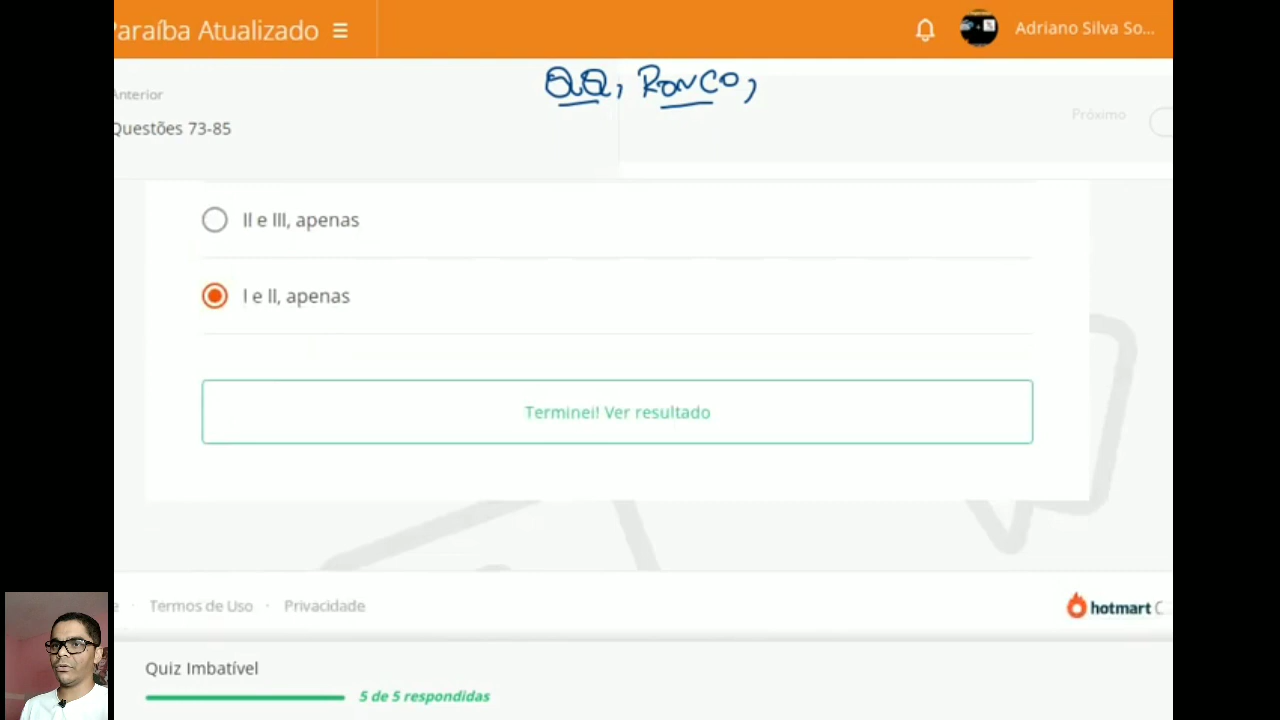 Paraíba Atualizado
Adriano Silva So...
RONCO,
Anterior
Questões 73-85
Próximo
II e III, apenas
I e II, apenas
Terminei! Ver resultado
e · Termos de Uso · Privacidade
hotmart C
Quiz Imbatível
5 de 5 respondidas